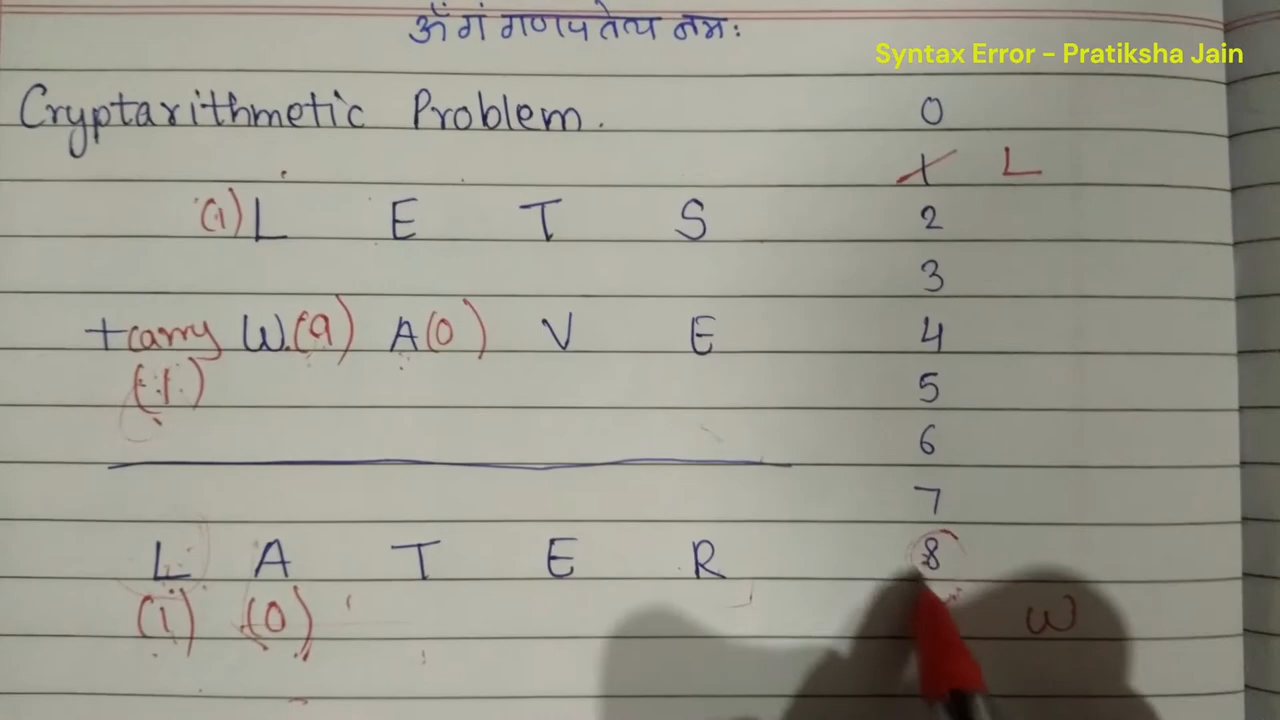 ॐ गं गणपतेत्य नमः
Syntax Error – Pratiksha Jain
Cryptarithmetic Problem.
0
1 L
(1) L E T S 2
3
+ carry W(9) A(0) V E 4
(1) 5
6
7
L A T E R 8
(1) (0) W